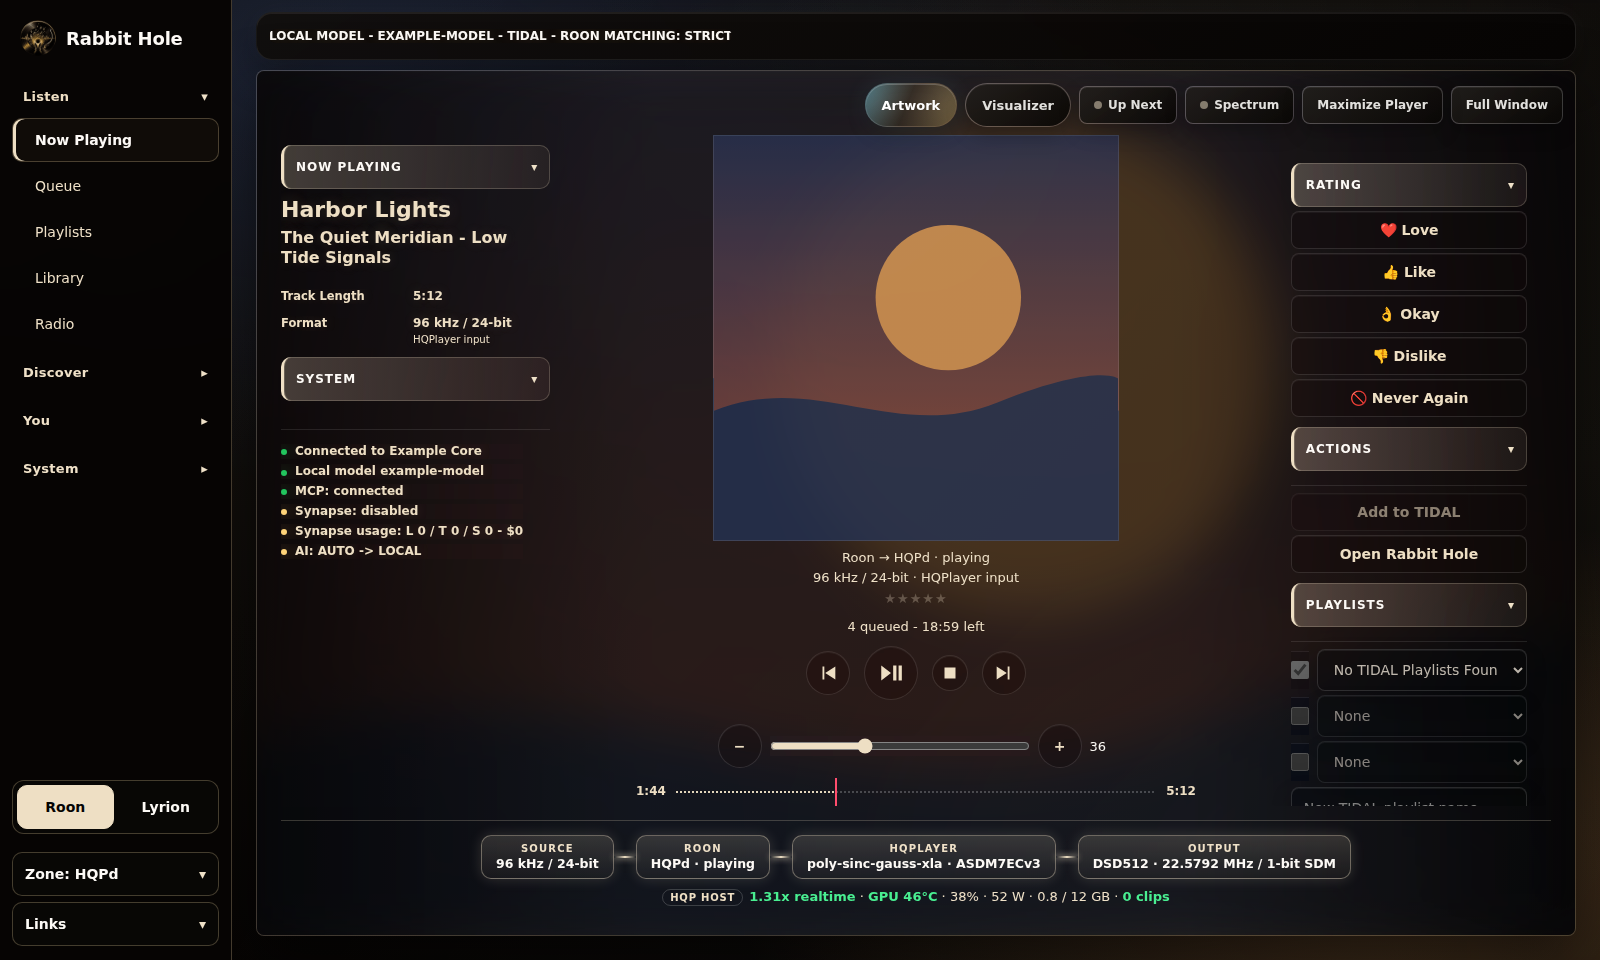 Rabbit Hole
Listen
Now Playing
Queue
Playlists
Library
Radio
Discover
You
System
Roon
Lyrion
Zone: HQPd
Links
LOCAL MODEL - EXAMPLE-MODEL - TIDAL - ROON MATCHING: STRICT
Artwork
Visualizer
Up Next
Spectrum
Maximize Player
Full Window
NOW PLAYING
Harbor Lights
The Quiet Meridian - Low
Tide Signals
Track Length 5:12
Format 96 kHz / 24-bit
HQPlayer input
SYSTEM
Connected to Example Core
Local model example-model
MCP: connected
Synapse: disabled
Synapse usage: L 0 / T 0 / S 0 - $0
AI: AUTO -> LOCAL
Roon → HQPd · playing
96 kHz / 24-bit · HQPlayer input
★★★★★
4 queued - 18:59 left
− + 36
1:44 5:12
RATING
❤️ Love
👍 Like
👌 Okay
👎 Dislike
🚫 Never Again
ACTIONS
Add to TIDAL
Open Rabbit Hole
PLAYLISTS
No TIDAL Playlists Foun
None
None
New TIDAL playlist name
SOURCE
96 kHz / 24-bit
ROON
HQPd · playing
HQPLAYER
poly-sinc-gauss-xla · ASDM7ECv3
OUTPUT
DSD512 · 22.5792 MHz / 1-bit SDM
HQP HOST 1.31x realtime · GPU 46°C · 38% · 52 W · 0.8 / 12 GB · 0 clips